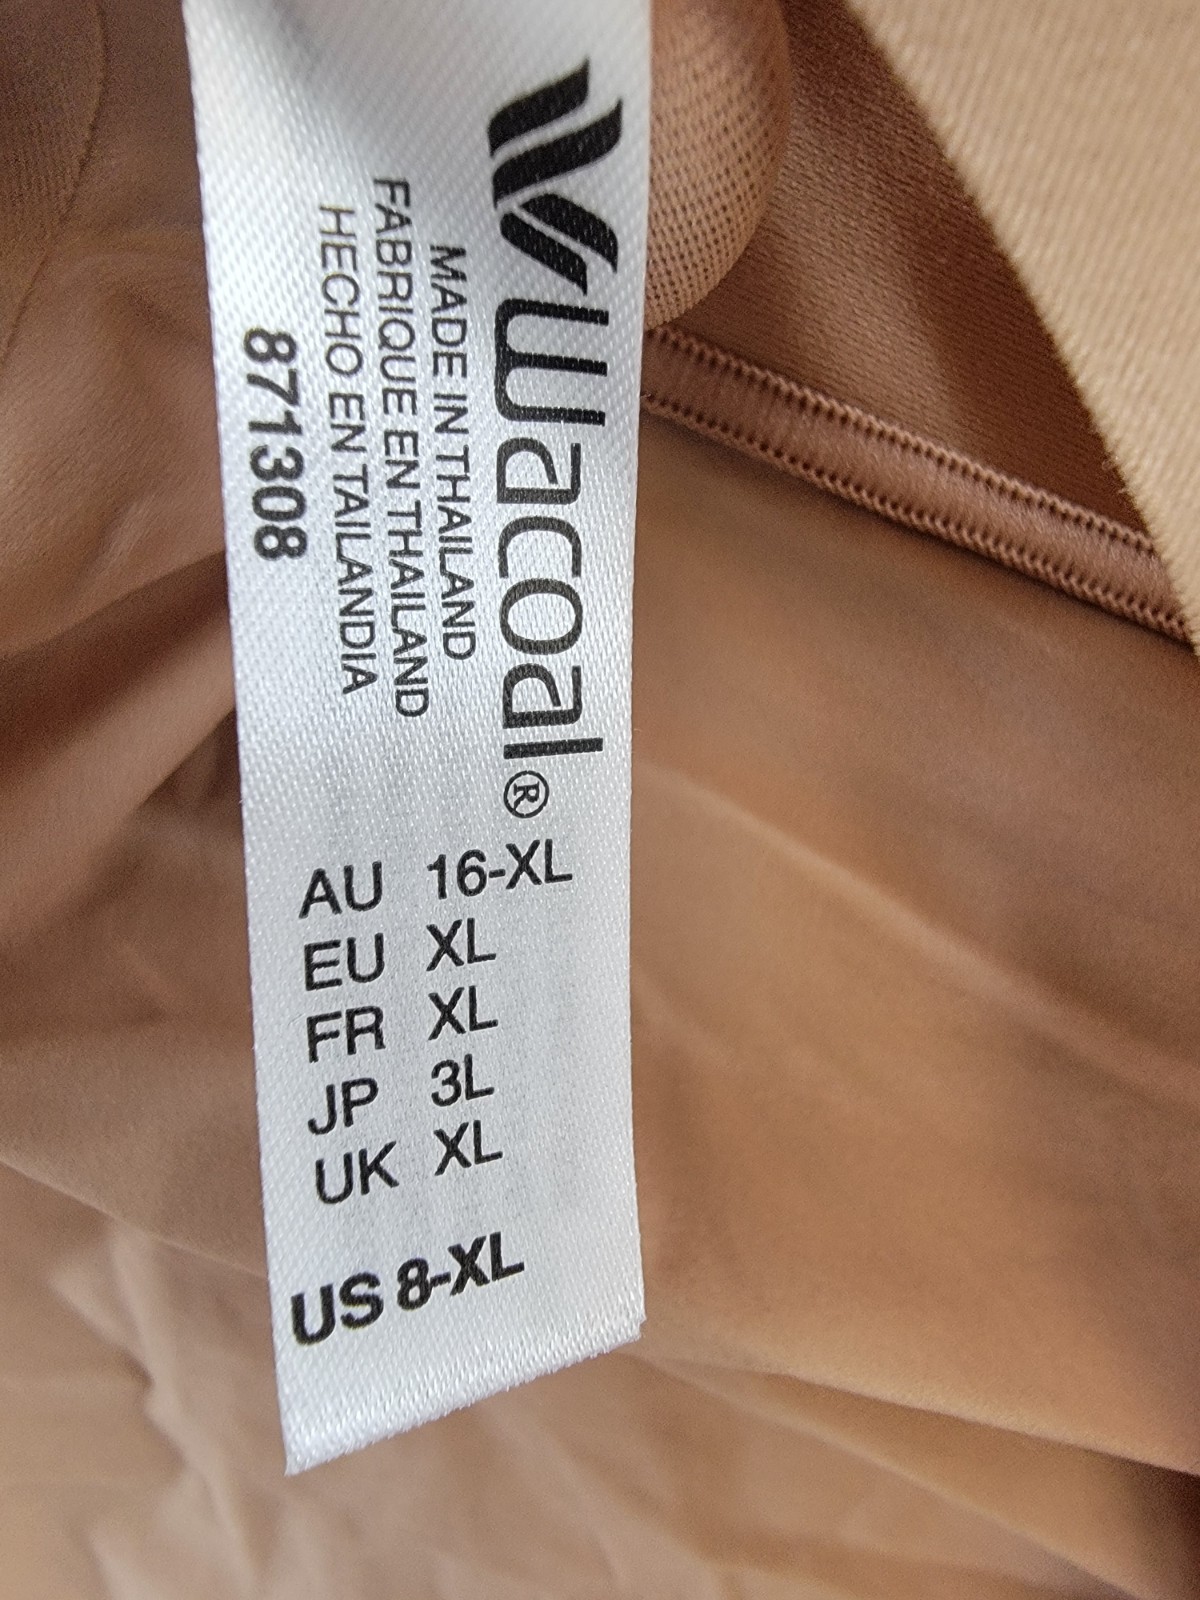 wacoal®
MADE IN THAILAND
FABRIQUE EN THAILAND
HECHO EN TAILANDIA
871308
AU 16-XL
EU XL
FR XL
JP 3L
UK XL
US 8-XL